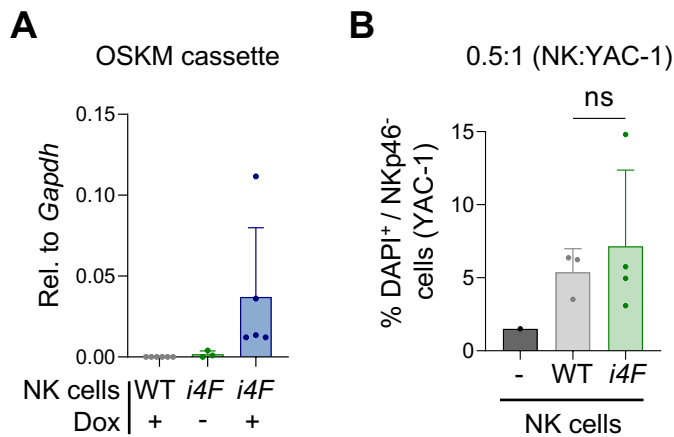 A
OSKM cassette
Rel. to Gapdh
0.15
0.10
0.05
0.00
NK cells WT i4F i4F
Dox + - +
B
0.5:1 (NK:YAC-1)
ns
% DAPI⁺ / NKp46⁻
cells (YAC-1)
15
10
5
0
- WT i4F
NK cells